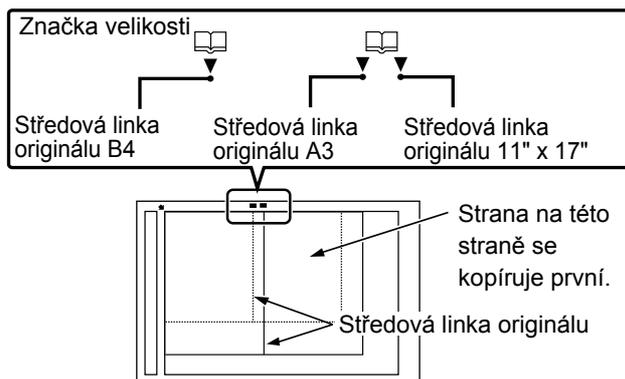 Značka velikosti
Středová linka
originálu B4
Středová linka
originálu A3
Středová linka
originálu 11" x 17"
Strana na této
straně se
kopíruje první.
Středová linka originálu